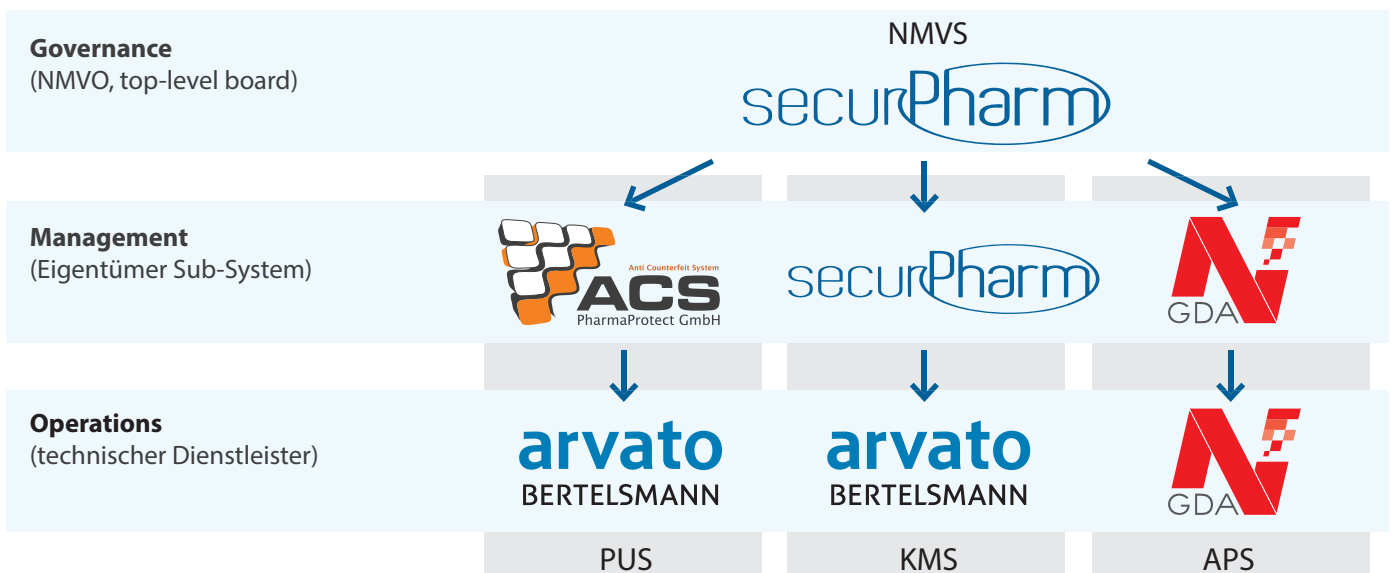 NMVS
Governance
(NMVO, top-level board)
securPharm
Management
(Eigentümer Sub-System)
Anti Counterfeit System
ACS
PharmaProtect GmbH
securPharm
N
GDA
Operations
(technischer Dienstleister)
arvato
BERTELSMANN
arvato
BERTELSMANN
N
GDA
PUS
KMS
APS